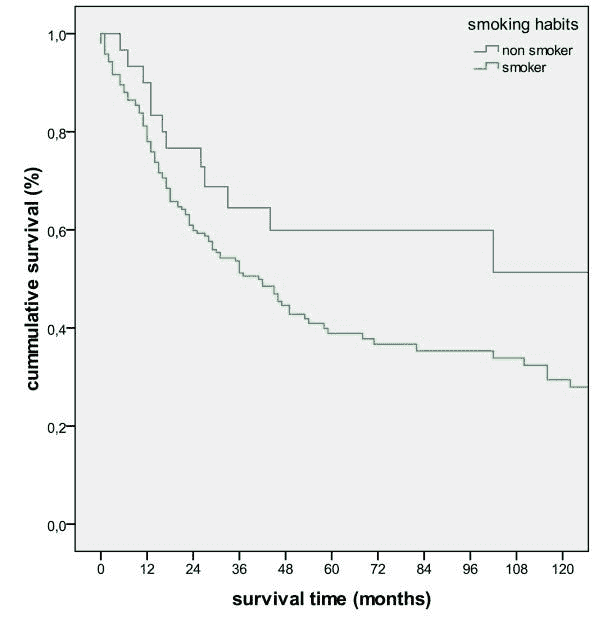 smoking habits
non smoker
smoker
cummulative survival (%)
1,0
0,8
0,6
0,4
0,2
0,0
0 12 24 36 48 60 72 84 96 108 120
survival time (months)